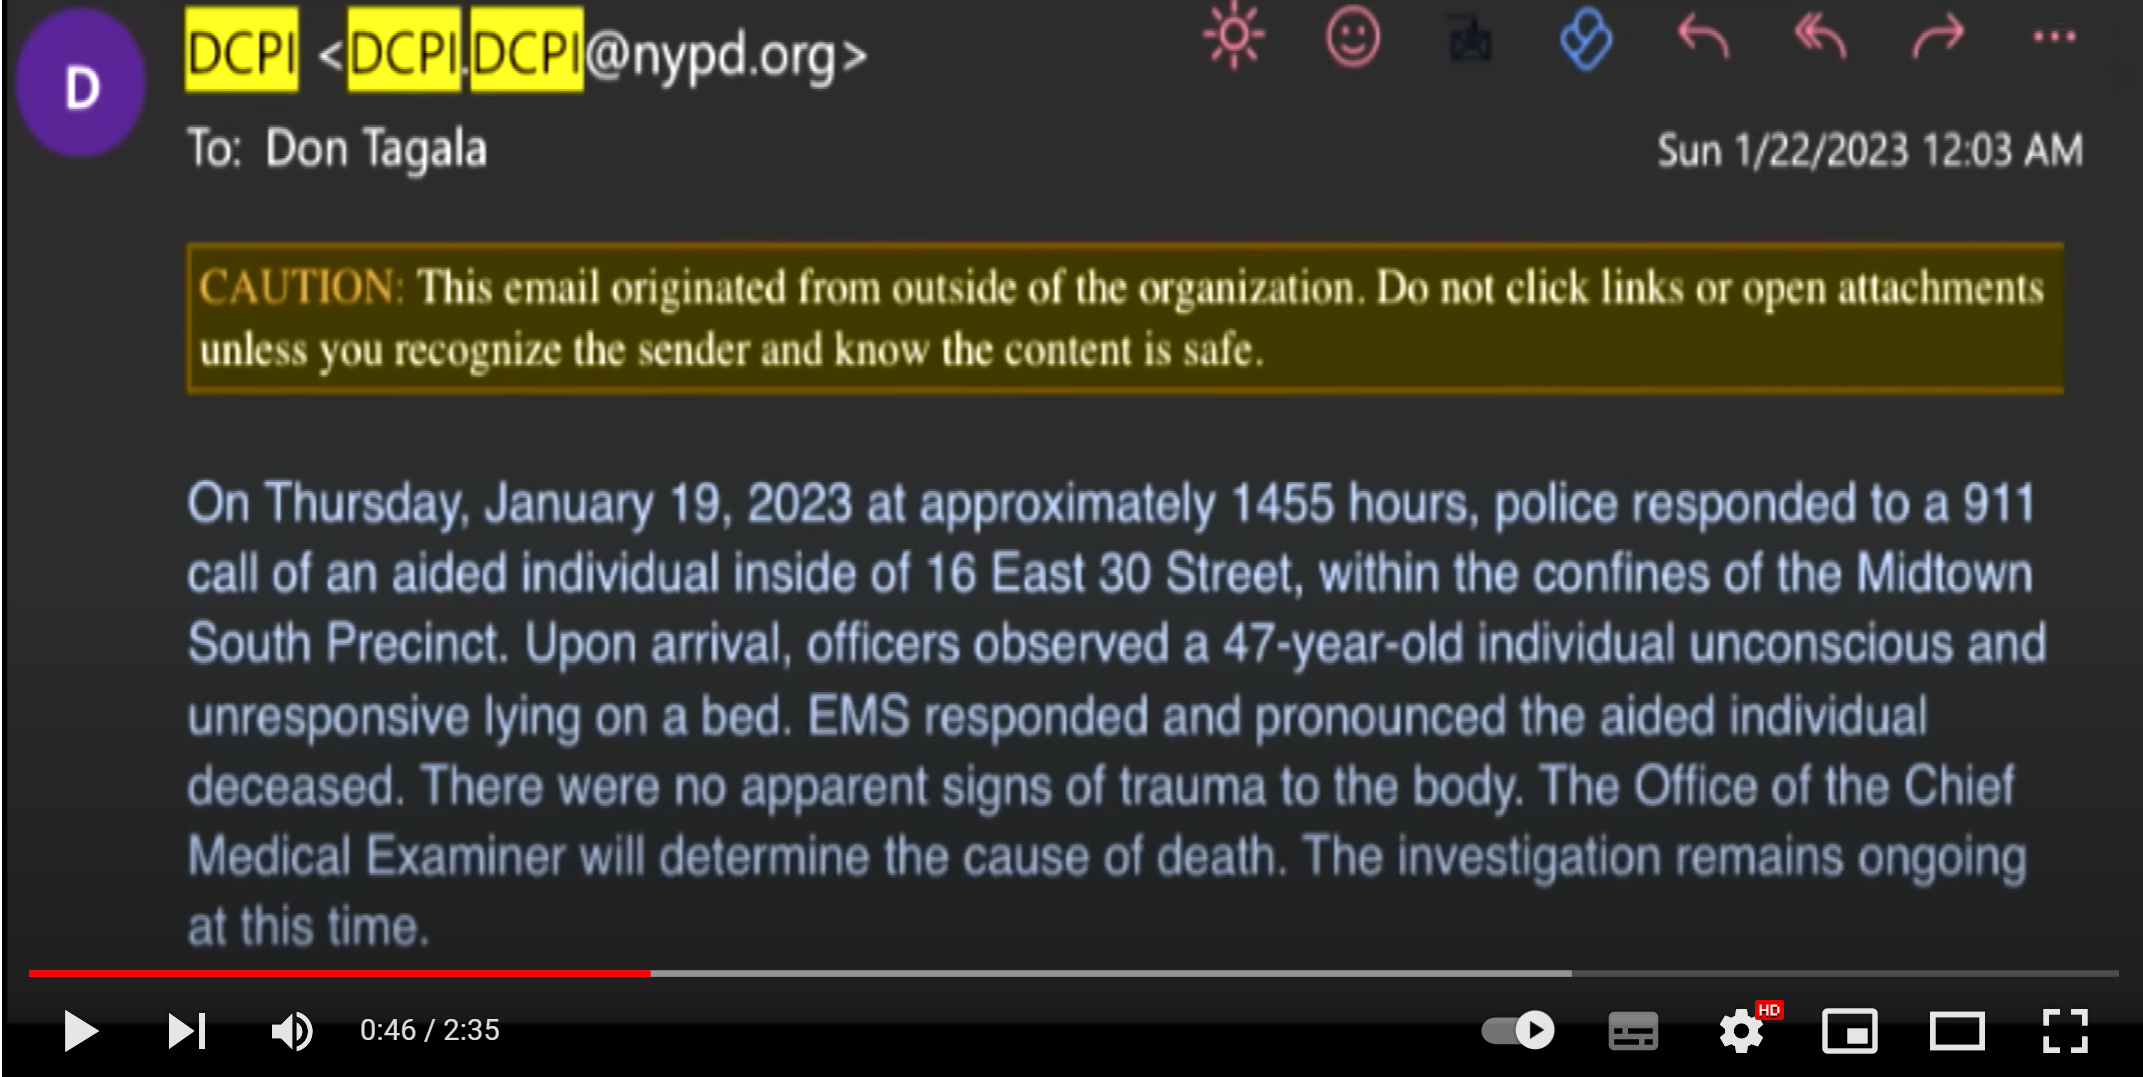 D
DCPI <DCPI.DCPI@nypd.org>
To: Don Tagala
Sun 1/22/2023 12:03 AM
CAUTION: This email originated from outside of the organization. Do not click links or open attachments
unless you recognize the sender and know the content is safe.
On Thursday, January 19, 2023 at approximately 1455 hours, police responded to a 911
call of an aided individual inside of 16 East 30 Street, within the confines of the Midtown
South Precinct. Upon arrival, officers observed a 47-year-old individual unconscious and
unresponsive lying on a bed. EMS responded and pronounced the aided individual
deceased. There were no apparent signs of trauma to the body. The Office of the Chief
Medical Examiner will determine the cause of death. The investigation remains ongoing
at this time.
0:46 / 2:35
HD